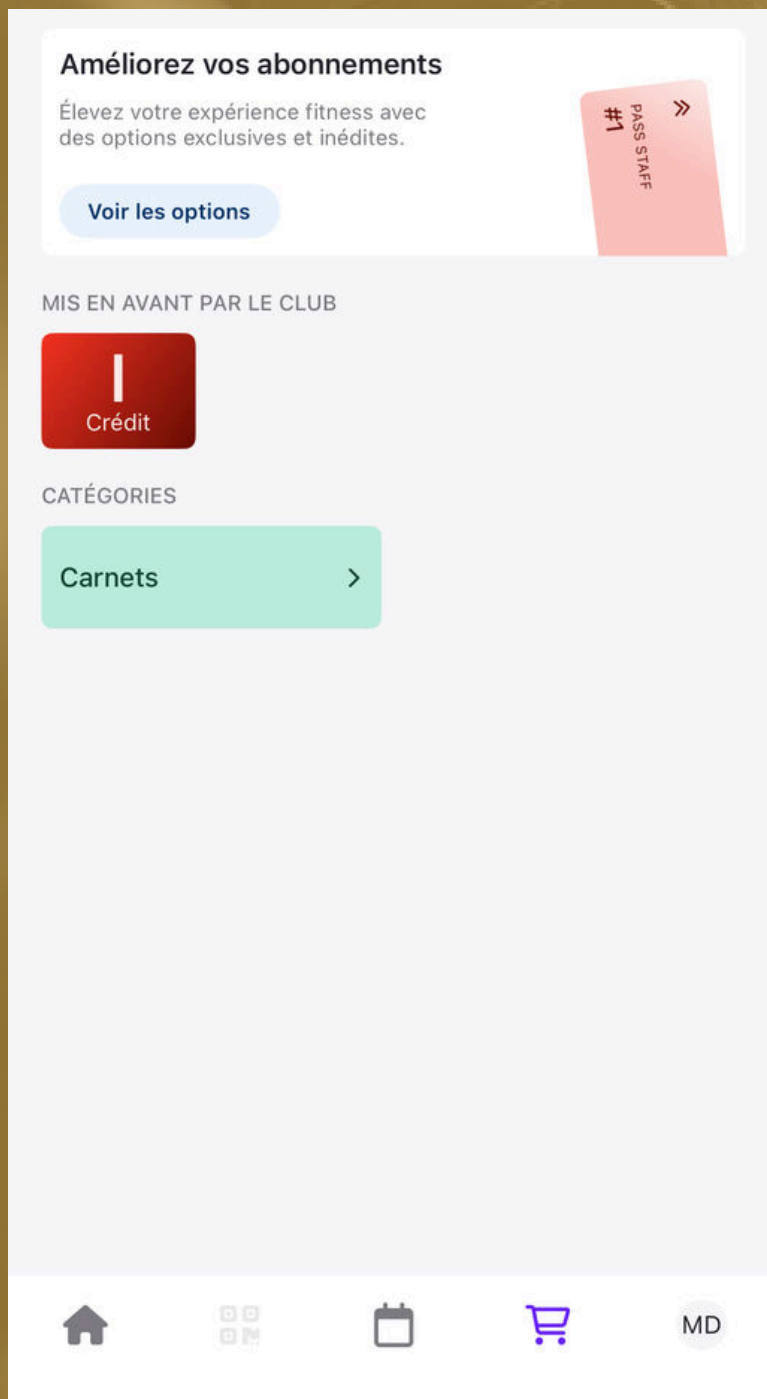 Améliorez vos abonnements
Élevez votre expérience fitness avec
des options exclusives et inédites.
Voir les options
PASS STAFF
#1
MIS EN AVANT PAR LE CLUB
1
Crédit
CATÉGORIES
Carnets
MD